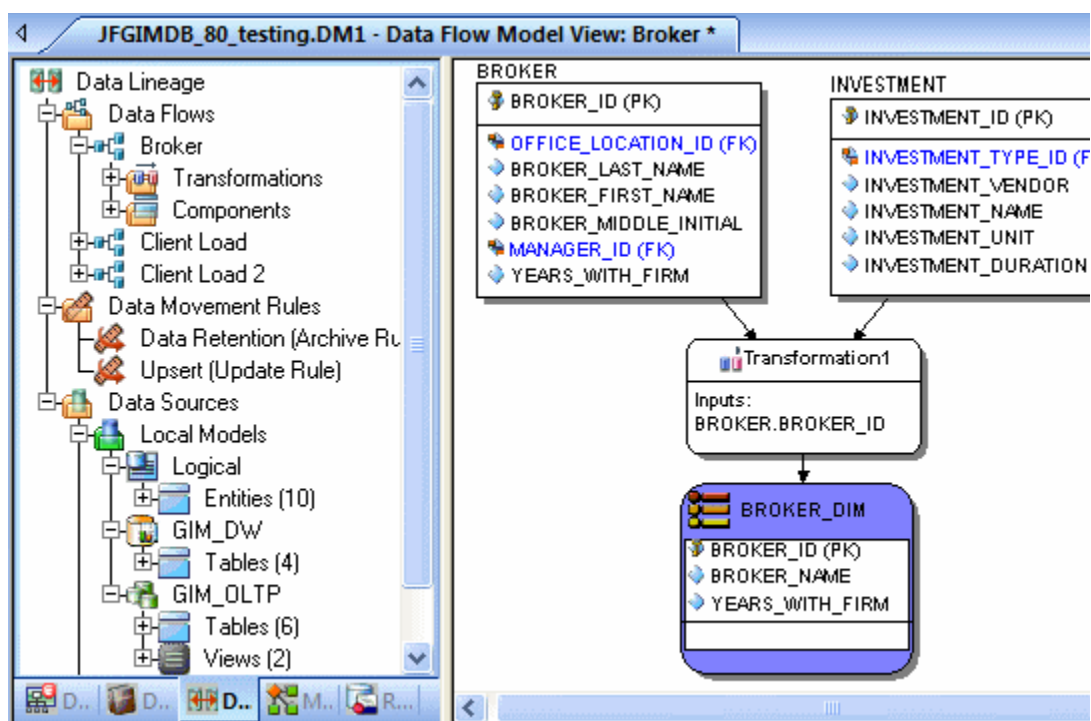 JFGIMDB_80_testing.DM1 - Data Flow Model View: Broker *
Data Lineage
Data Flows
Broker
Transformations
Components
Client Load
Client Load 2
Data Movement Rules
Data Retention (Archive Ru
Upsert (Update Rule)
Data Sources
Local Models
Logical
Entities (10)
GIM_DW
Tables (4)
GIM_OLTP
Tables (6)
Views (2)
D..
D..
D..
M..
R...
BROKER
BROKER_ID (PK)
OFFICE_LOCATION_ID (FK)
BROKER_LAST_NAME
BROKER_FIRST_NAME
BROKER_MIDDLE_INITIAL
MANAGER_ID (FK)
YEARS_WITH_FIRM
INVESTMENT
INVESTMENT_ID (PK)
INVESTMENT_TYPE_ID (F
INVESTMENT_VENDOR
INVESTMENT_NAME
INVESTMENT_UNIT
INVESTMENT_DURATION
Transformation1
Inputs:
BROKER.BROKER_ID
BROKER_DIM
BROKER_ID (PK)
BROKER_NAME
YEARS_WITH_FIRM